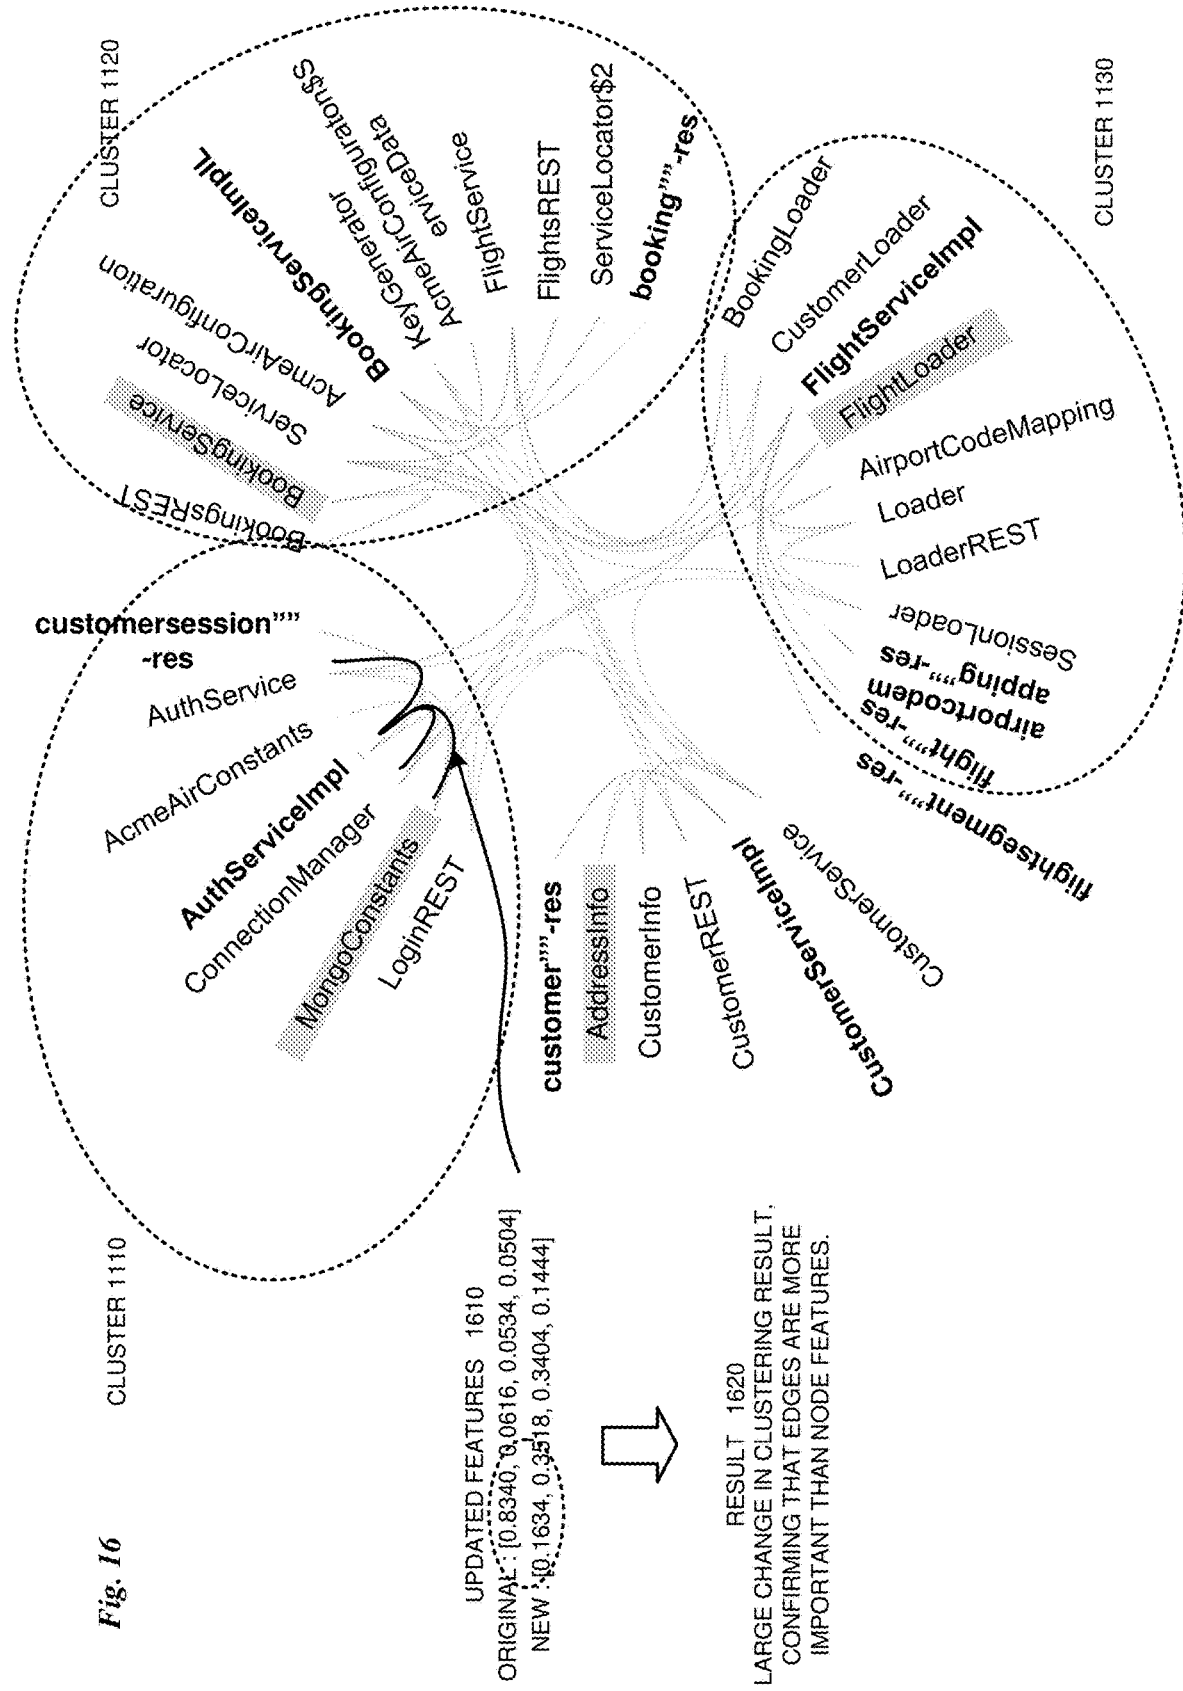 Fig. 16
CLUSTER 1110
CLUSTER 1120
CLUSTER 1130
UPDATED FEATURES 1610
ORIGINAL : [0.8340, 0.0616, 0.0534, 0.0504]
NEW : [0.1634, 0.3518, 0.3404, 0.1444]
RESULT 1620
LARGE CHANGE IN CLUSTERING RESULT,
CONFIRMING THAT EDGES ARE MORE
IMPORTANT THAN NODE FEATURES.
customersession””
-res
AuthService
AcmeAirConstants
AuthServiceImpl
ConnectionManager
MongoConstants
LoginREST
customer””-res
AddressInfo
CustomerInfo
CustomerREST
CustomerServiceImpl
CustomerService
flightsegment””-res
flight””-res
airportcodem
apping””-res
SessionLoader
LoaderREST
Loader
AirportCodeMapping
FlightLoader
FlightServiceImpl
CustomerLoader
BookingLoader
booking””-res
ServiceLocator$2
FlightsREST
FlightService
AcmeAirConfiguraton$S
erviceData
KeyGenerator
BookingServiceImplL
AcmeAirConfiguration
ServiceLocator
BookingService
BookingsREST